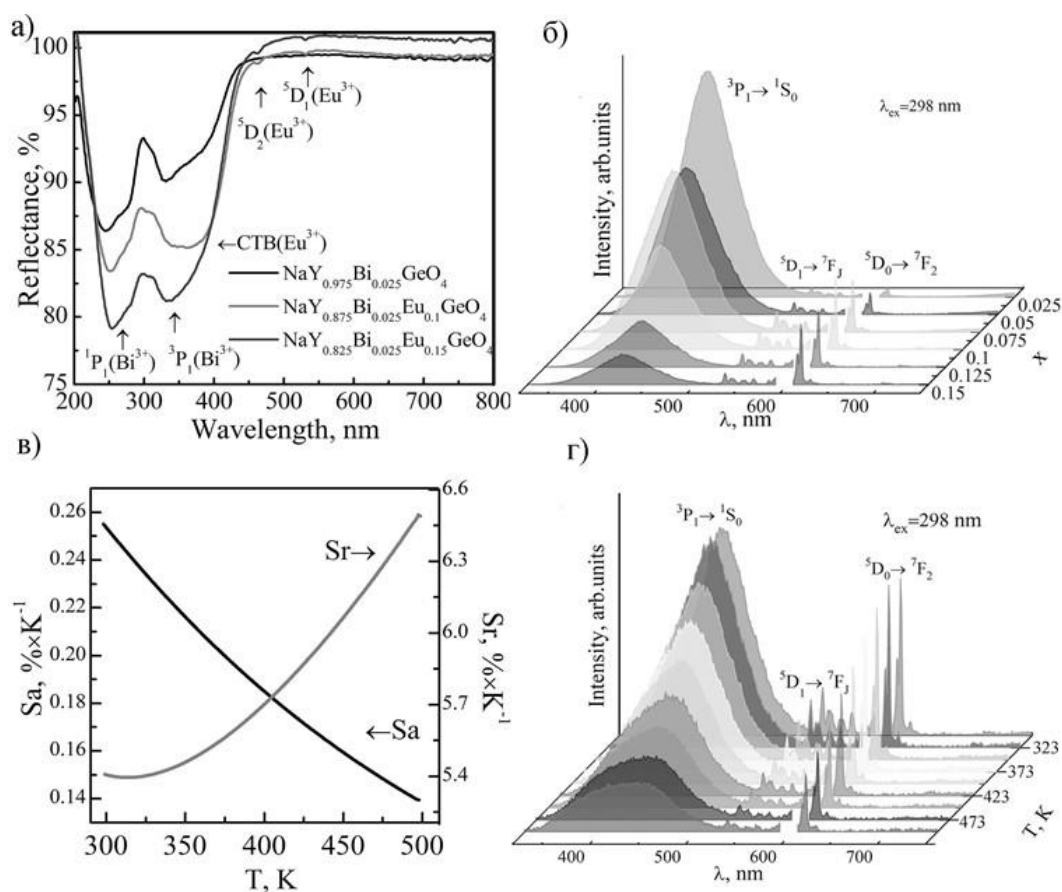 а)
100
95
90
85
80
75
Reflectance, %
⁵D₁(Eu³⁺)
⁵D₂(Eu³⁺)
←CTB(Eu³⁺)
NaY₀.₉₇₅Bi₀.₀₂₅GeO₄
NaY₀.₈₇₅Bi₀.₀₂₅Eu₀.₁GeO₄
NaY₀.₈₂₅Bi₀.₀₂₅Eu₀.₁₅GeO₄
¹P₁(Bi³⁺)
³P₁(Bi³⁺)
200 300 400 500 600 700 800
Wavelength, nm
б)
Intensity, arb.units
³P₁→¹S₀
λₑₓ=298 nm
⁵D₁→⁷F_J
⁵D₀→⁷F₂
0.025
0.05
0.075
0.1
0.125
0.15
x
400 500 600 700
λ, nm
в)
0.26
0.24
0.22
0.20
0.18
0.16
0.14
Sa, %×K⁻¹
Sr→
←Sa
6.6
6.3
6.0
5.7
5.4
Sr, %×K⁻¹
300 350 400 450 500
T, K
г)
Intensity, arb.units
³P₁→¹S₀
λₑₓ=298 nm
⁵D₀→⁷F₂
⁵D₁→⁷F_J
323
373
423
473
T, K
400 500 600 700
λ, nm